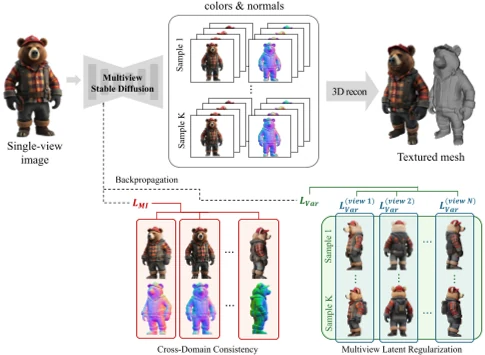 colors & normals
Sample 1
Sample K
Multiview
Stable Diffusion
3D recon
Single-view
image
Textured mesh
Backpropagation
L_MI
L_Var
L_Var^(view 1)
L_Var^(view 2)
...
L_Var^(view N)
Sample 1
Sample K
...
...
...
...
Cross-Domain Consistency
Multiview Latent Regularization